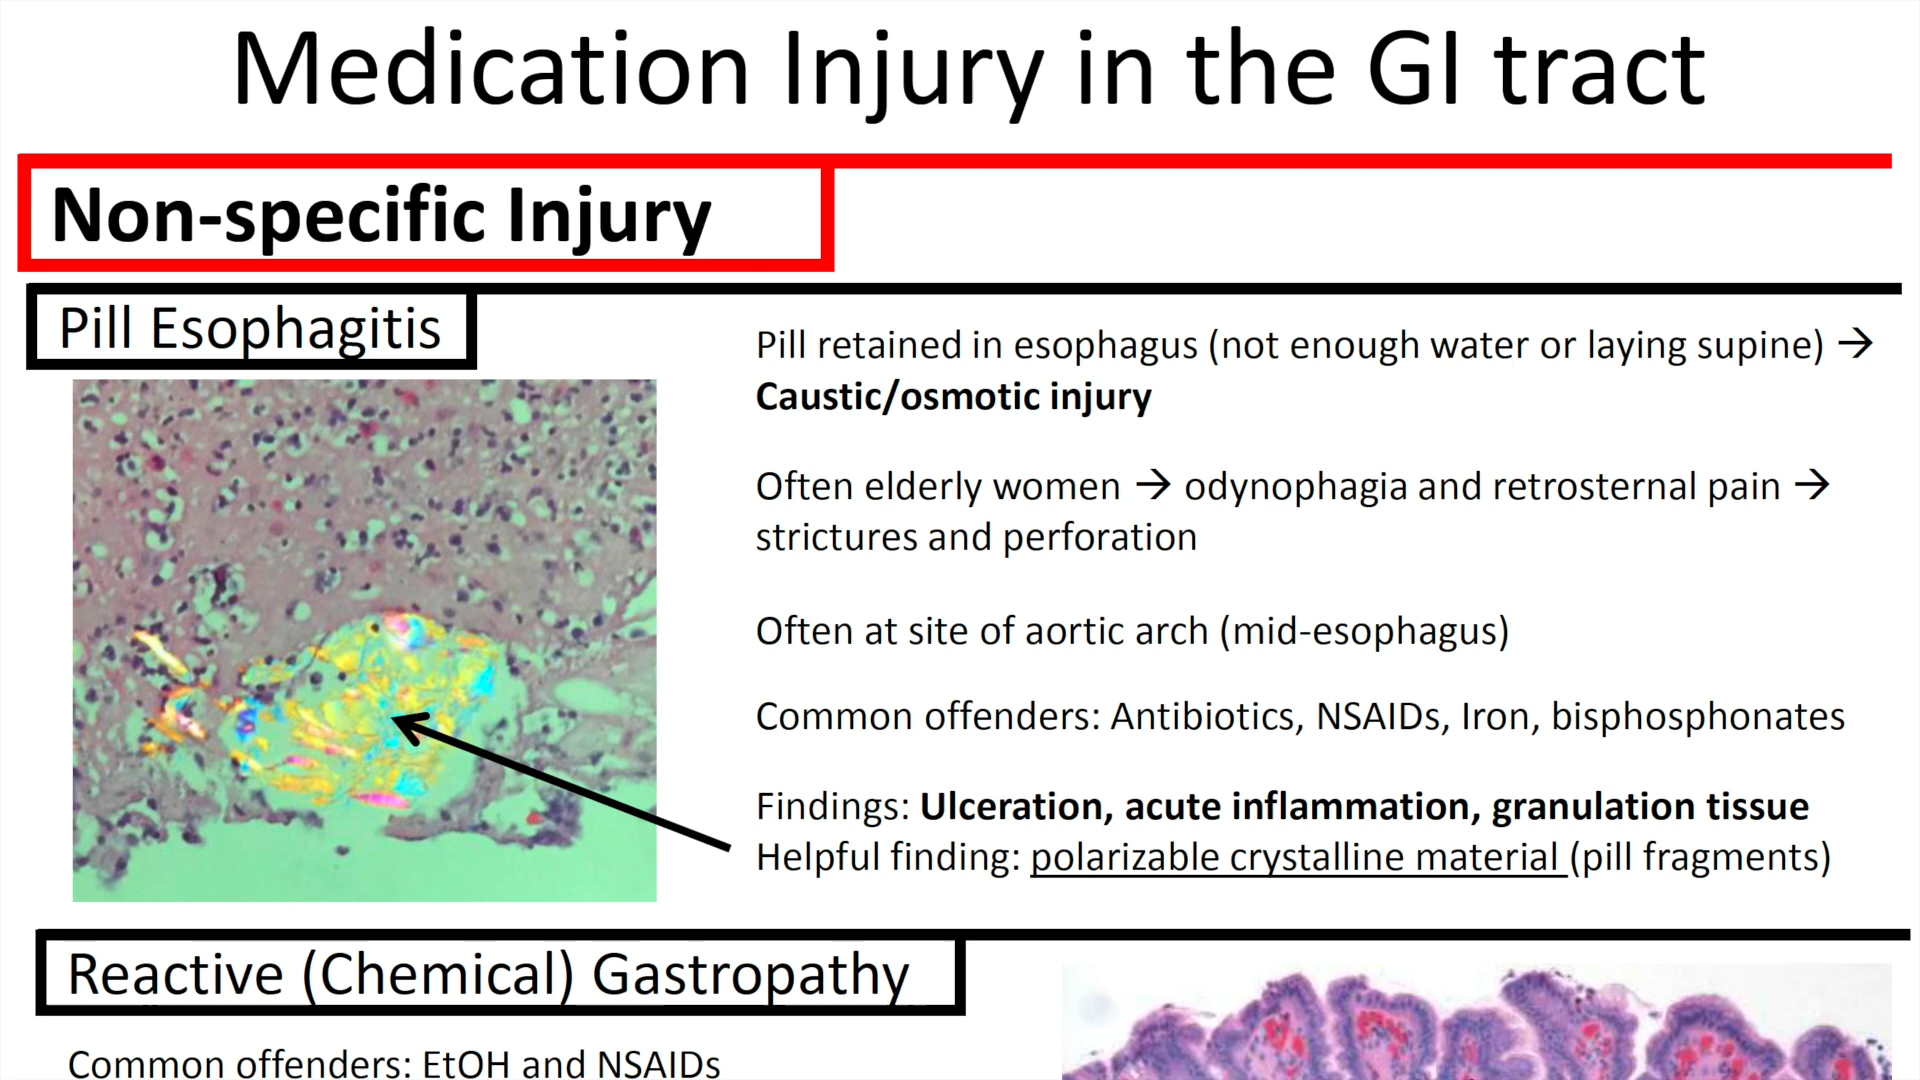 Medication Injury in the GI tract
Non-specific Injury
Pill Esophagitis
Pill retained in esophagus (not enough water or laying supine) →
Caustic/osmotic injury
Often elderly women → odynophagia and retrosternal pain →
strictures and perforation
Often at site of aortic arch (mid-esophagus)
Common offenders: Antibiotics, NSAIDs, Iron, bisphosphonates
Findings: Ulceration, acute inflammation, granulation tissue
Helpful finding: polarizable crystalline material (pill fragments)
Reactive (Chemical) Gastropathy
Common offenders: EtOH and NSAIDs